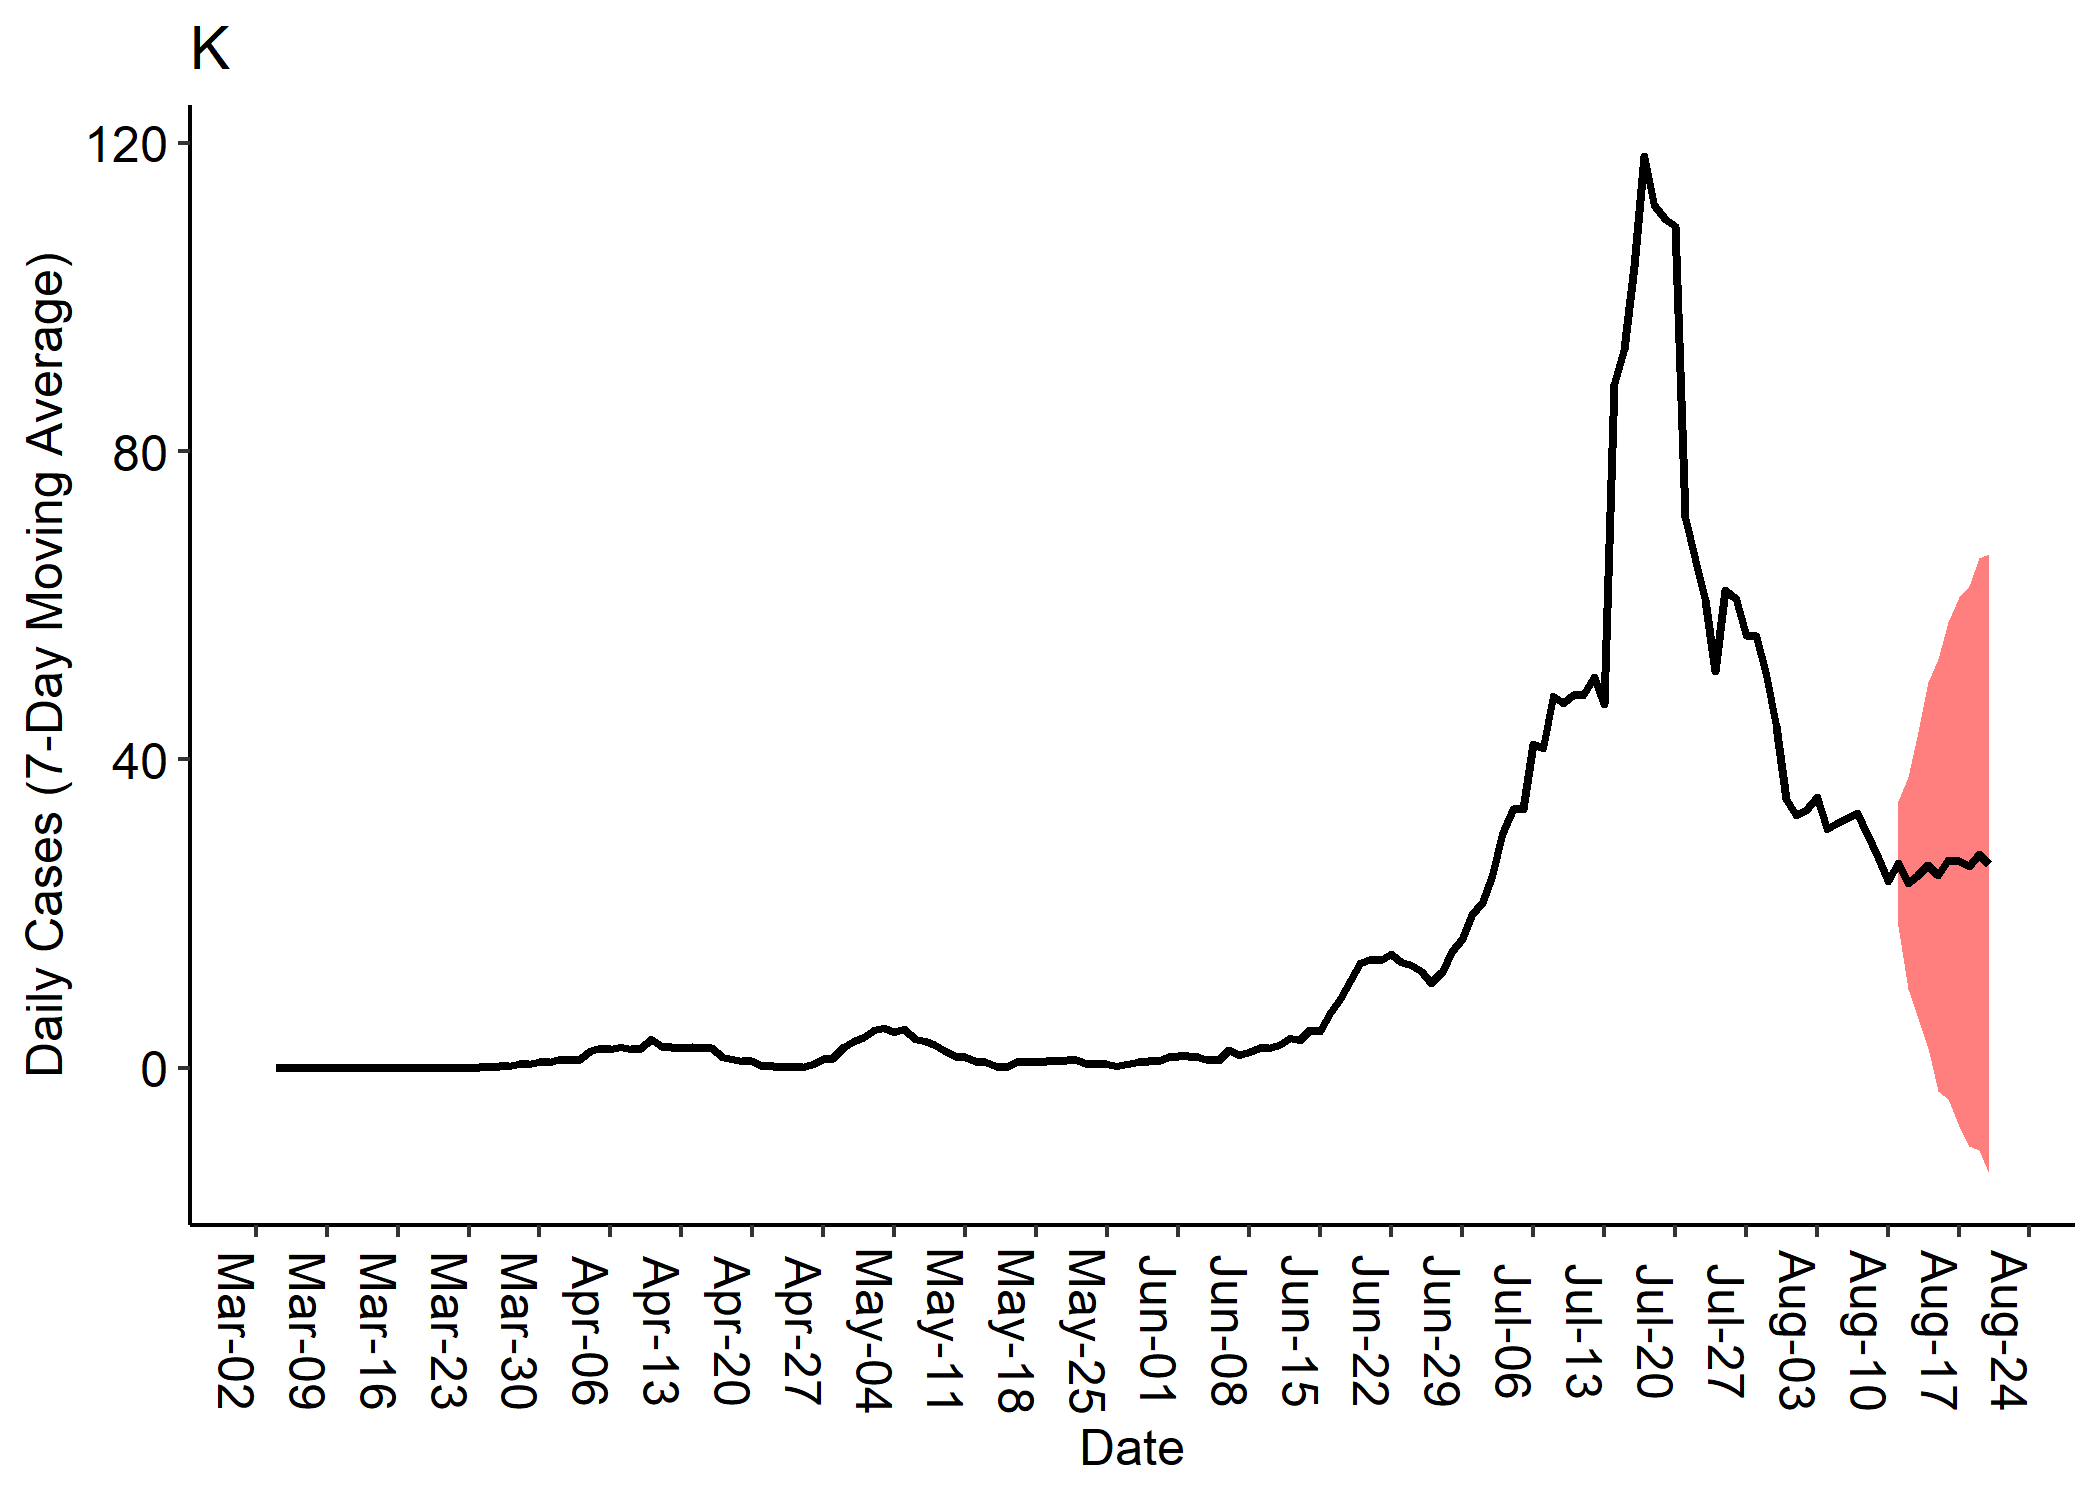 K
Daily Cases (7-Day Moving Average)
120
80
40
0
Mar-02
Mar-09
Mar-16
Mar-23
Mar-30
Apr-06
Apr-13
Apr-20
Apr-27
May-04
May-11
May-18
May-25
Jun-01
Jun-08
Jun-15
Jun-22
Jun-29
Jul-06
Jul-13
Jul-20
Jul-27
Aug-03
Aug-10
Aug-17
Aug-24
Date